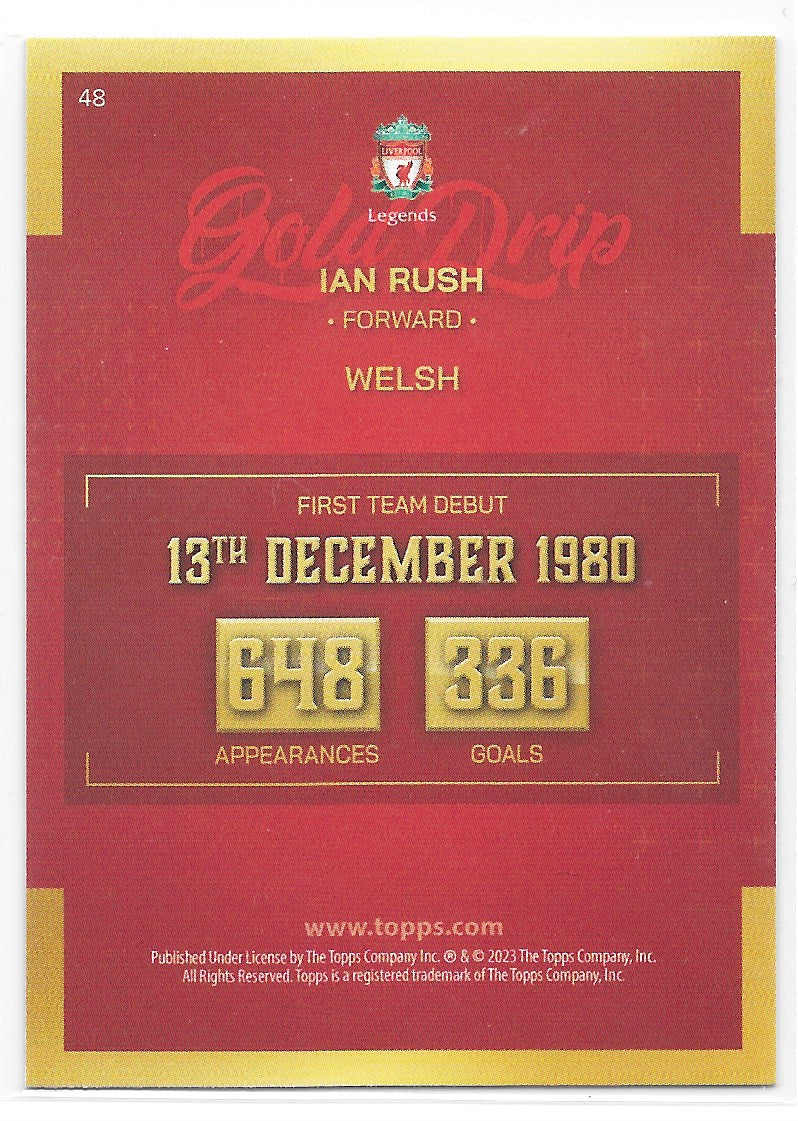 48
LIVERPOOL
Legends
Gold Drip
IAN RUSH
• FORWARD •
WELSH
FIRST TEAM DEBUT
13TH DECEMBER 1980
648 336
APPEARANCES GOALS
www.topps.com
Published Under License by The Topps Company Inc. ® & © 2023 The Topps Company, Inc.
All Rights Reserved. Topps is a registered trademark of The Topps Company, Inc.